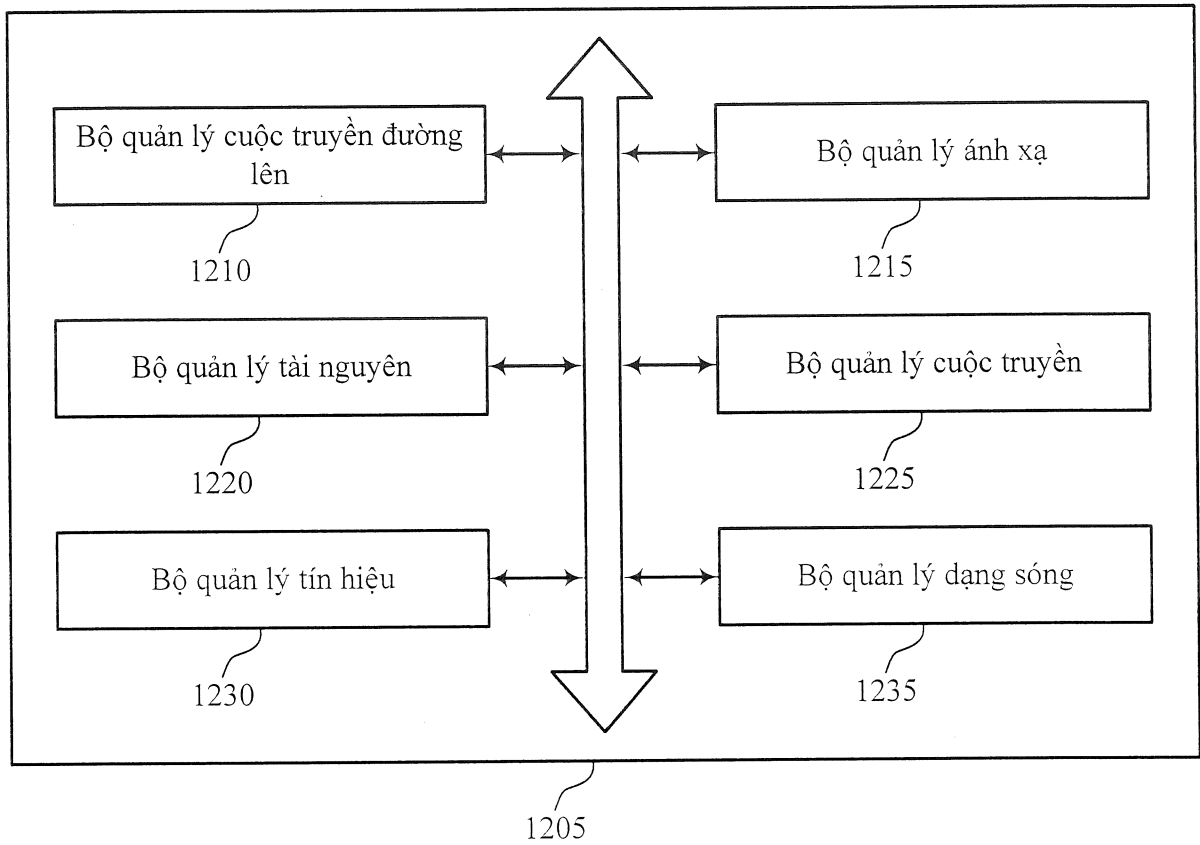 Bộ quản lý cuộc truyền đường
lên
1210
Bộ quản lý ánh xạ
1215
Bộ quản lý tài nguyên
1220
Bộ quản lý cuộc truyền
1225
Bộ quản lý tín hiệu
1230
Bộ quản lý dạng sóng
1235
1205